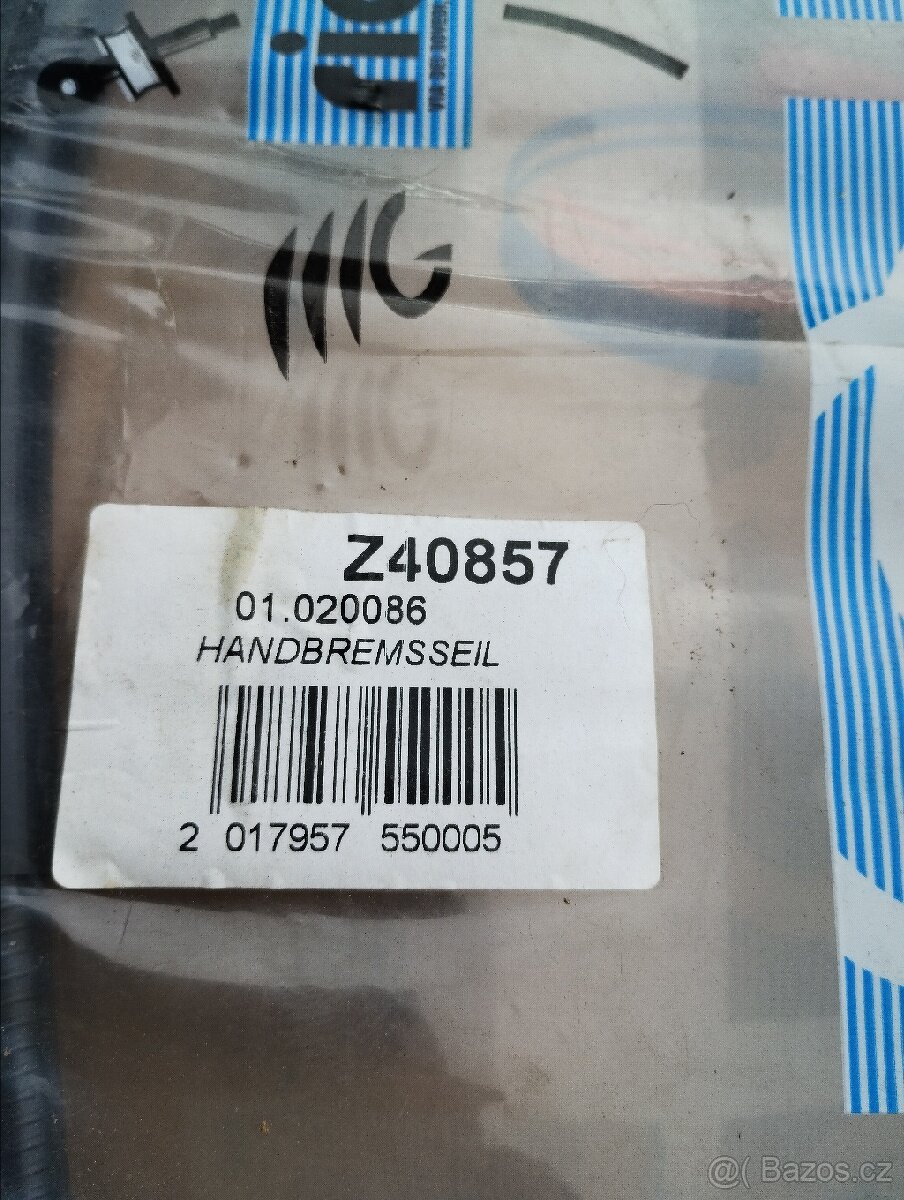 Z40857
01.020086
HANDBREMSSEIL
2 017957 550005
@( Bazos.cz